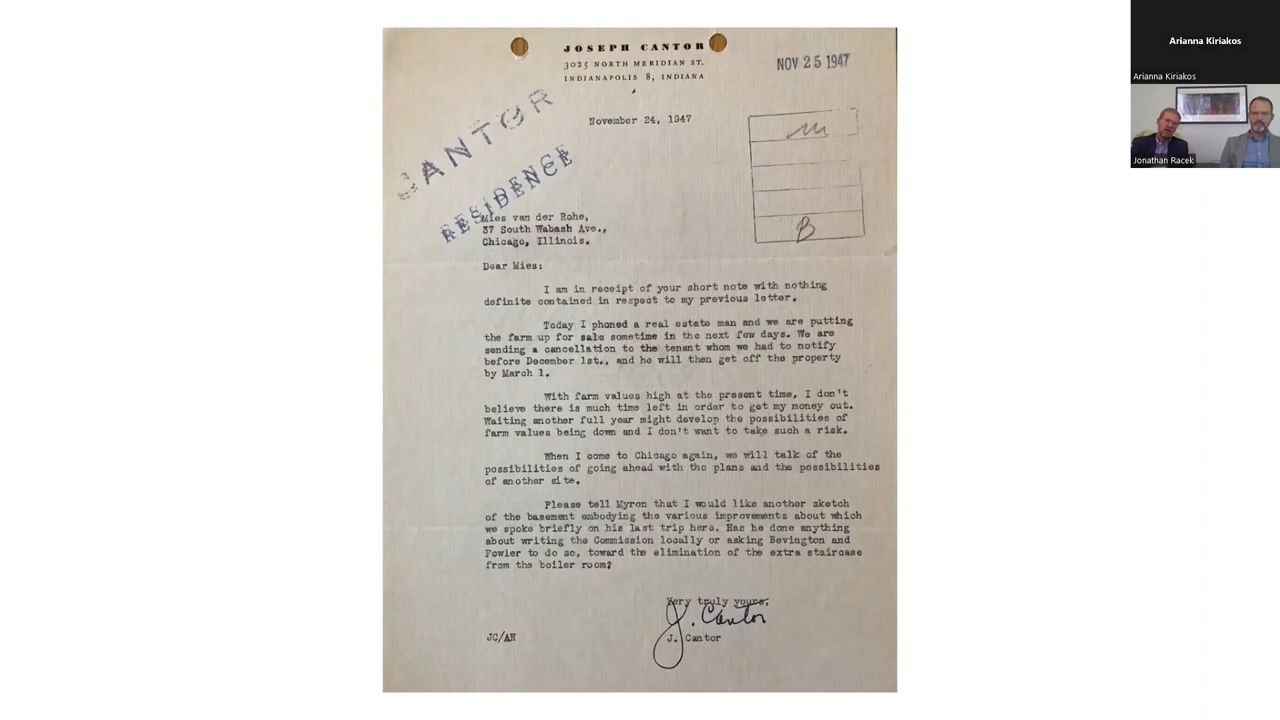 JOSEPH CANTOR
3025 NORTH MERIDIAN ST.
INDIANAPOLIS 8, INDIANA
NOV 25 1947
CANTOR
RESIDENCE
November 24, 1947
m
B
Mies van der Rohe,
37 South Wabash Ave.,
Chicago, Illinois.
Dear Mies:
I am in receipt of your short note with nothing
definite contained in respect to my previous letter.
Today I phoned a real estate man and we are putting
the farm up for sale sometime in the next few days. We are
sending a cancellation to the tenant whom we had to notify
before December 1st., and he will then get off the property
by March 1.
With farm values high at the present time, I don't
believe there is much time left in order to get my money out.
Waiting another full year might develop the possibilities of
farm values being down and I don't want to take such a risk.
When I come to Chicago again, we will talk of the
possibilities of going ahead with the plans and the possibilities
of another site.
Please tell Myron that I would like another sketch
of the basement embodying the various improvements about which
we spoke briefly on his last trip here. Has he done anything
about writing the Commission locally or asking Bevington and
Fowler to do so, toward the elimination of the extra staircase
from the boiler room?
Very truly yours,
J. Cantor
JC/AH
J. Cantor
Arianna Kiriakos
Arianna Kiriakos
Jonathan Racek